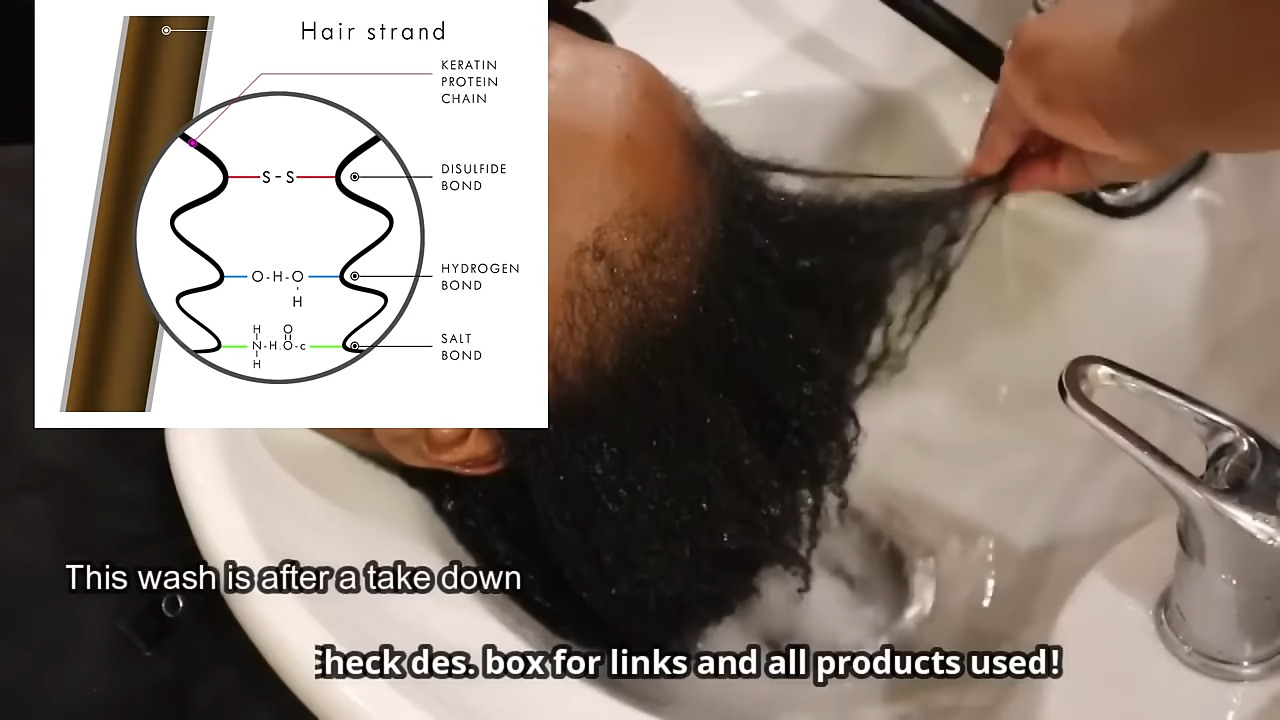 Hair strand
KERATIN
PROTEIN
CHAIN
S-S
DISULFIDE
BOND
O-H-O
H
HYDROGEN
BOND
H O
N-H.O-c
H
SALT
BOND
This wash is after a take down
heck des. box for links and all products used!